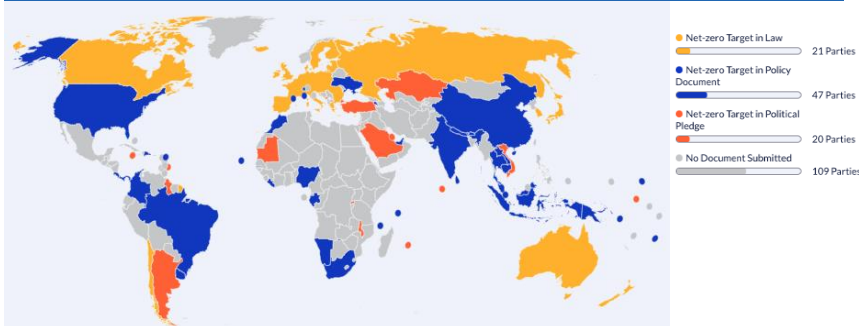 Net-zero Target in Law
21 Parties
Net-zero Target in Policy
Document
47 Parties
Net-zero Target in Political
Pledge
20 Parties
No Document Submitted
109 Parties